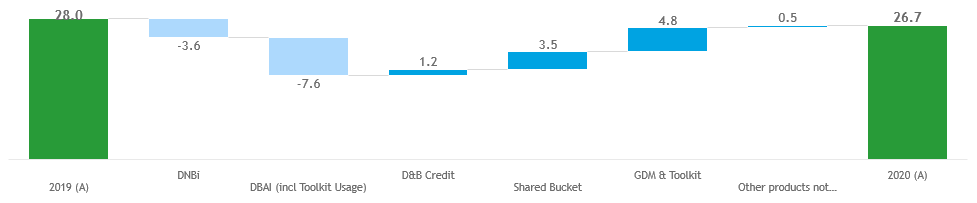 28.0
-3.6
-7.6
1.2
3.5
4.8
0.5
26.7
2019 (A)
DNBi
DBAI (incl Toolkit Usage)
D&B Credit
Shared Bucket
GDM & Toolkit
Other products not...
2020 (A)